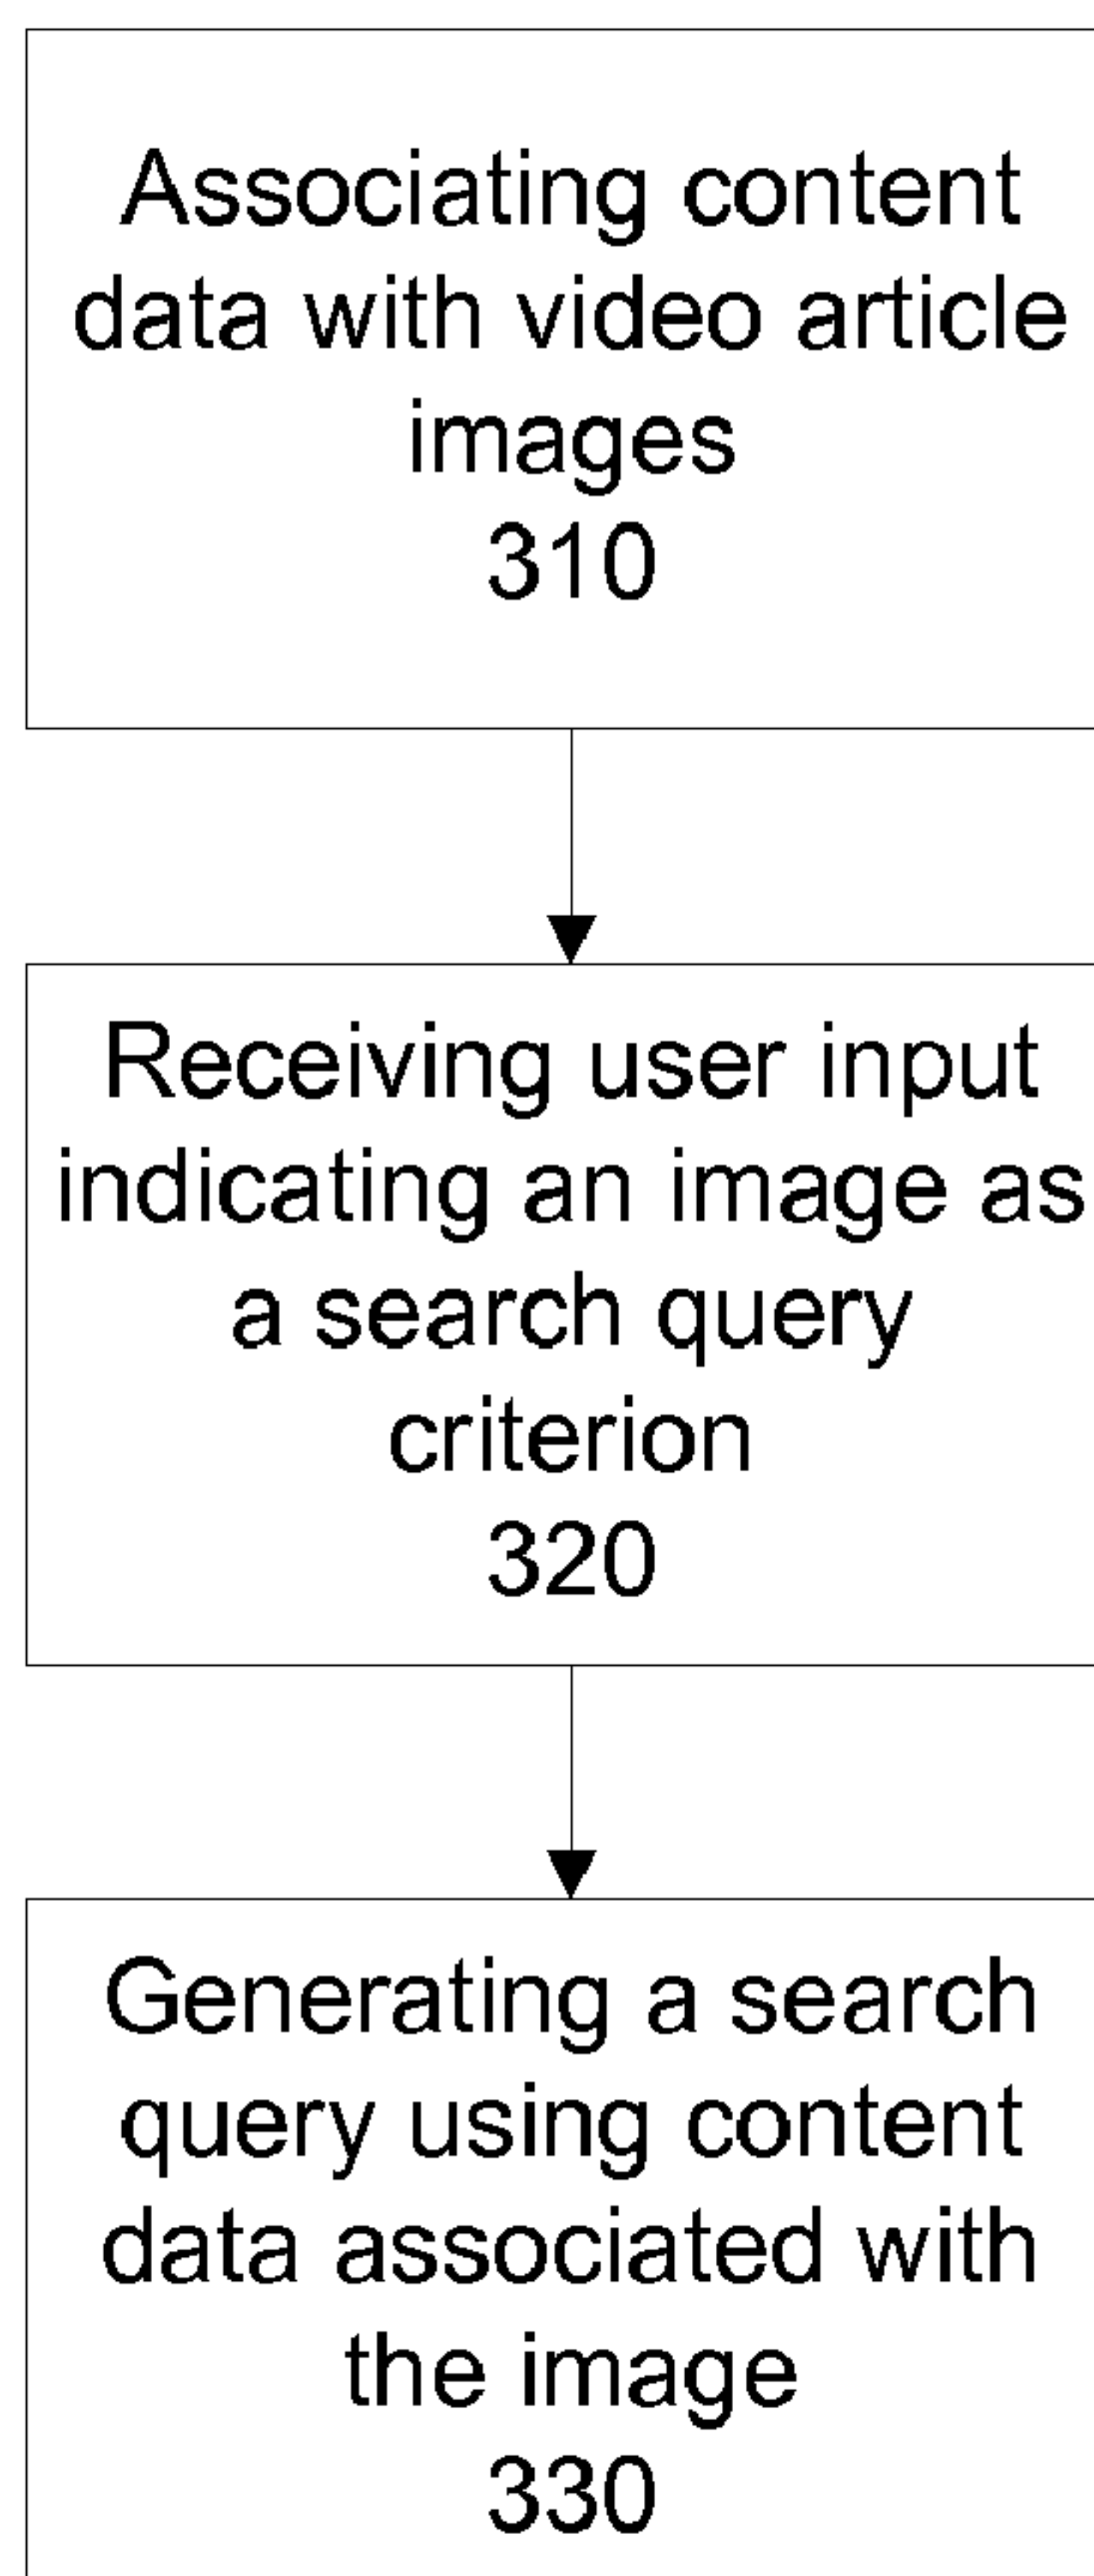 Associating content
data with video article
images
310
Receiving user input
indicating an image as
a search query
criterion
320
Generating a search
query using content
data associated with
the image
330